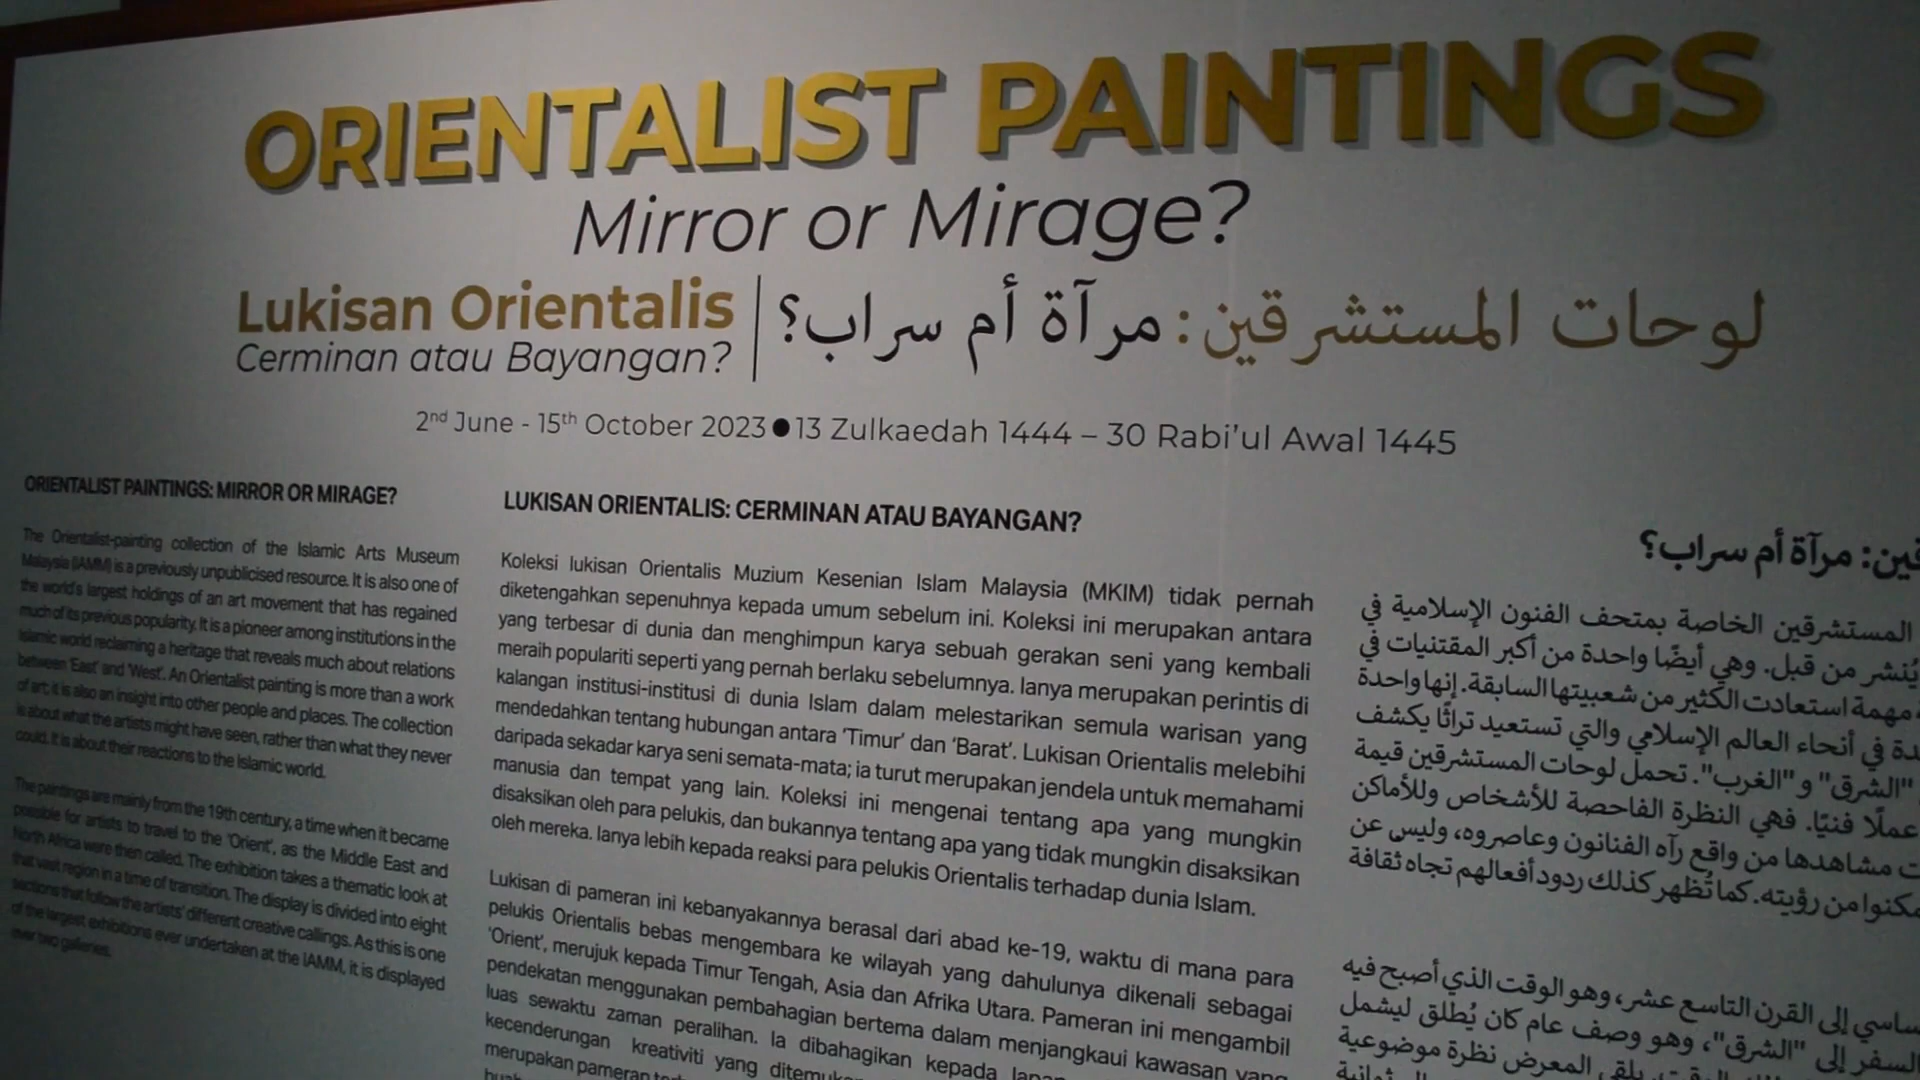 ORIENTALIST PAINTINGS
Mirror or Mirage?
Lukisan Orientalis
Cerminan atau Bayangan?
لوحات المستشرقين: مرآة أم سراب؟
2nd June - 15th October 2023 ● 13 Zulkaedah 1444 – 30 Rabi'ul Awal 1445
ORIENTALIST PAINTINGS: MIRROR OR MIRAGE?
The Orientalist-painting collection of the Islamic Arts Museum
Malaysia (IAMM) is a previously unpublicised resource. It is also one of
the world's largest holdings of an art movement that has regained
much of its previous popularity. It is a pioneer among institutions in the
Islamic world reclaiming a heritage that reveals much about relations
between 'East' and 'West'. An Orientalist painting is more than a work
of art; it is also an insight into other people and places. The collection
is about what the artists might have seen, rather than what they never
could. It is about their reactions to the Islamic world.
The paintings are mainly from the 19th century, a time when it became
possible for artists to travel to the 'Orient', as the Middle East and
North Africa were then called. The exhibition takes a thematic look at
that vast region in a time of transition. The display is divided into eight
sections that follow the artists' different creative callings. As this is one
of the largest exhibitions ever undertaken at the IAMM, it is displayed
over two galleries.
LUKISAN ORIENTALIS: CERMINAN ATAU BAYANGAN?
Koleksi lukisan Orientalis Muzium Kesenian Islam Malaysia (MKIM) tidak pernah
diketengahkan sepenuhnya kepada umum sebelum ini. Koleksi ini merupakan antara
yang terbesar di dunia dan menghimpun karya sebuah gerakan seni yang kembali
meraih populariti seperti yang pernah berlaku sebelumnya. Ianya merupakan perintis di
kalangan institusi-institusi di dunia Islam dalam melestarikan semula warisan yang
mendedahkan tentang hubungan antara 'Timur' dan 'Barat'. Lukisan Orientalis melebihi
daripada sekadar karya seni semata-mata; ia turut merupakan jendela untuk memahami
manusia dan tempat yang lain. Koleksi ini mengenai tentang apa yang mungkin
disaksikan oleh para pelukis, dan bukannya tentang apa yang tidak mungkin disaksikan
oleh mereka. Ianya lebih kepada reaksi para pelukis Orientalis terhadap dunia Islam.
Lukisan di pameran ini kebanyakannya berasal dari abad ke-19, waktu di mana para
pelukis Orientalis bebas mengembara ke wilayah yang dahulunya dikenali sebagai
'Orient', merujuk kepada Timur Tengah, Asia dan Afrika Utara. Pameran ini mengambil
pendekatan menggunakan pembahagian bertema dalam menjangkaui kawasan yang
luas sewaktu zaman peralihan. Ia dibahagikan kepada
kecenderungan kreativiti yang
merupakan pameran
مرآة أم سراب؟
المستشرقين الخاصة بمتحف الفنون الإسلامية في
يُنشر من قبل. وهي أيضًا واحدة من أكبر المقتنيات في
مهمة استعادت الكثير من شعبيتها السابقة. إنها واحدة
في أنحاء العالم الإسلامي والتي تستعيد تراثًا يكشف
"الشرق" و"الغرب". تحمل لوحات المستشرقين قيمة
عملًا فنيًا. فهي النظرة الفاحصة للأشخاص وللأماكن
مشاهدها من واقع رآه الفنانون وعاصروه، وليس عن
من رؤيته. كما تُظهر كذلك ردود أفعالهم تجاه ثقافة
إلى القرن التاسع عشر، وهو الوقت الذي أصبح فيه
السفر إلى "الشرق"، وهو وصف عام كان يُطلق ليشمل
يلقي المعرض نظرة موضوعية